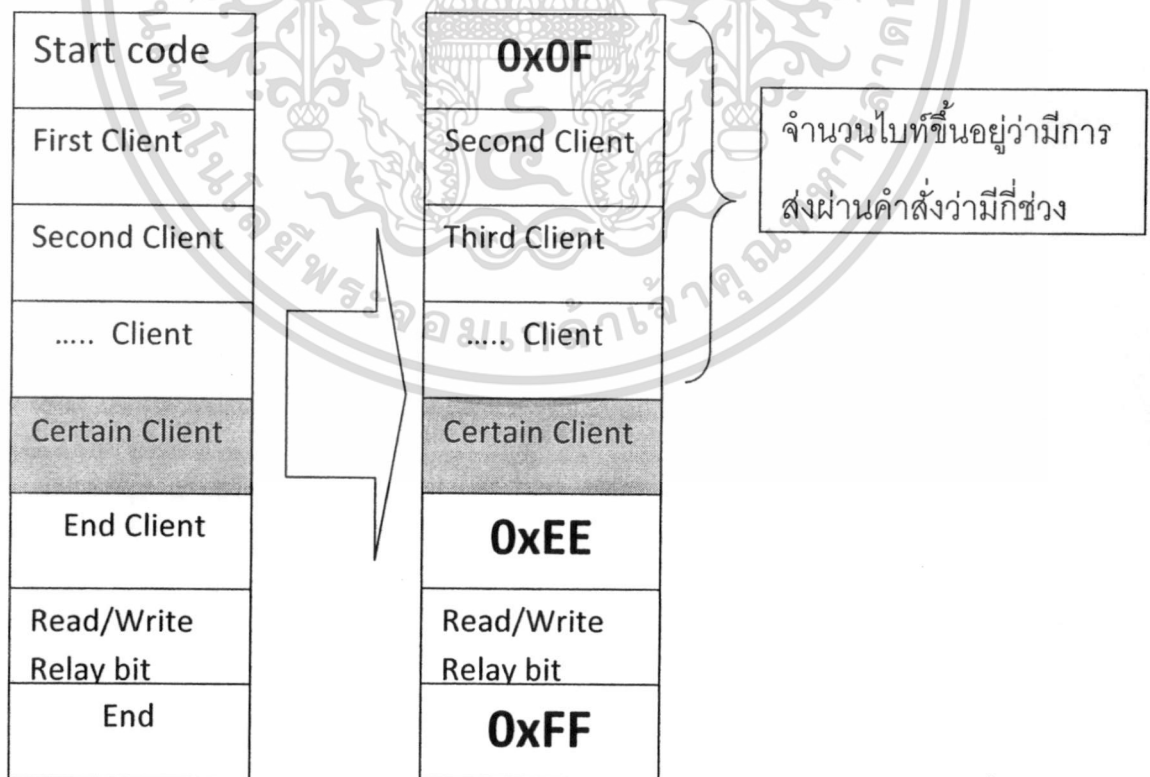 Start code
First Client
Second Client
..... Client
Certain Client
End Client
Read/Write
Relay bit
End
0x0F
Second Client
Third Client
..... Client
Certain Client
0xEE
Read/Write
Relay bit
0xFF
จำนวนไบท์ขึ้นอยู่ว่ามีการ
ส่งผ่านคำสั่งว่ามีกี่ช่วง